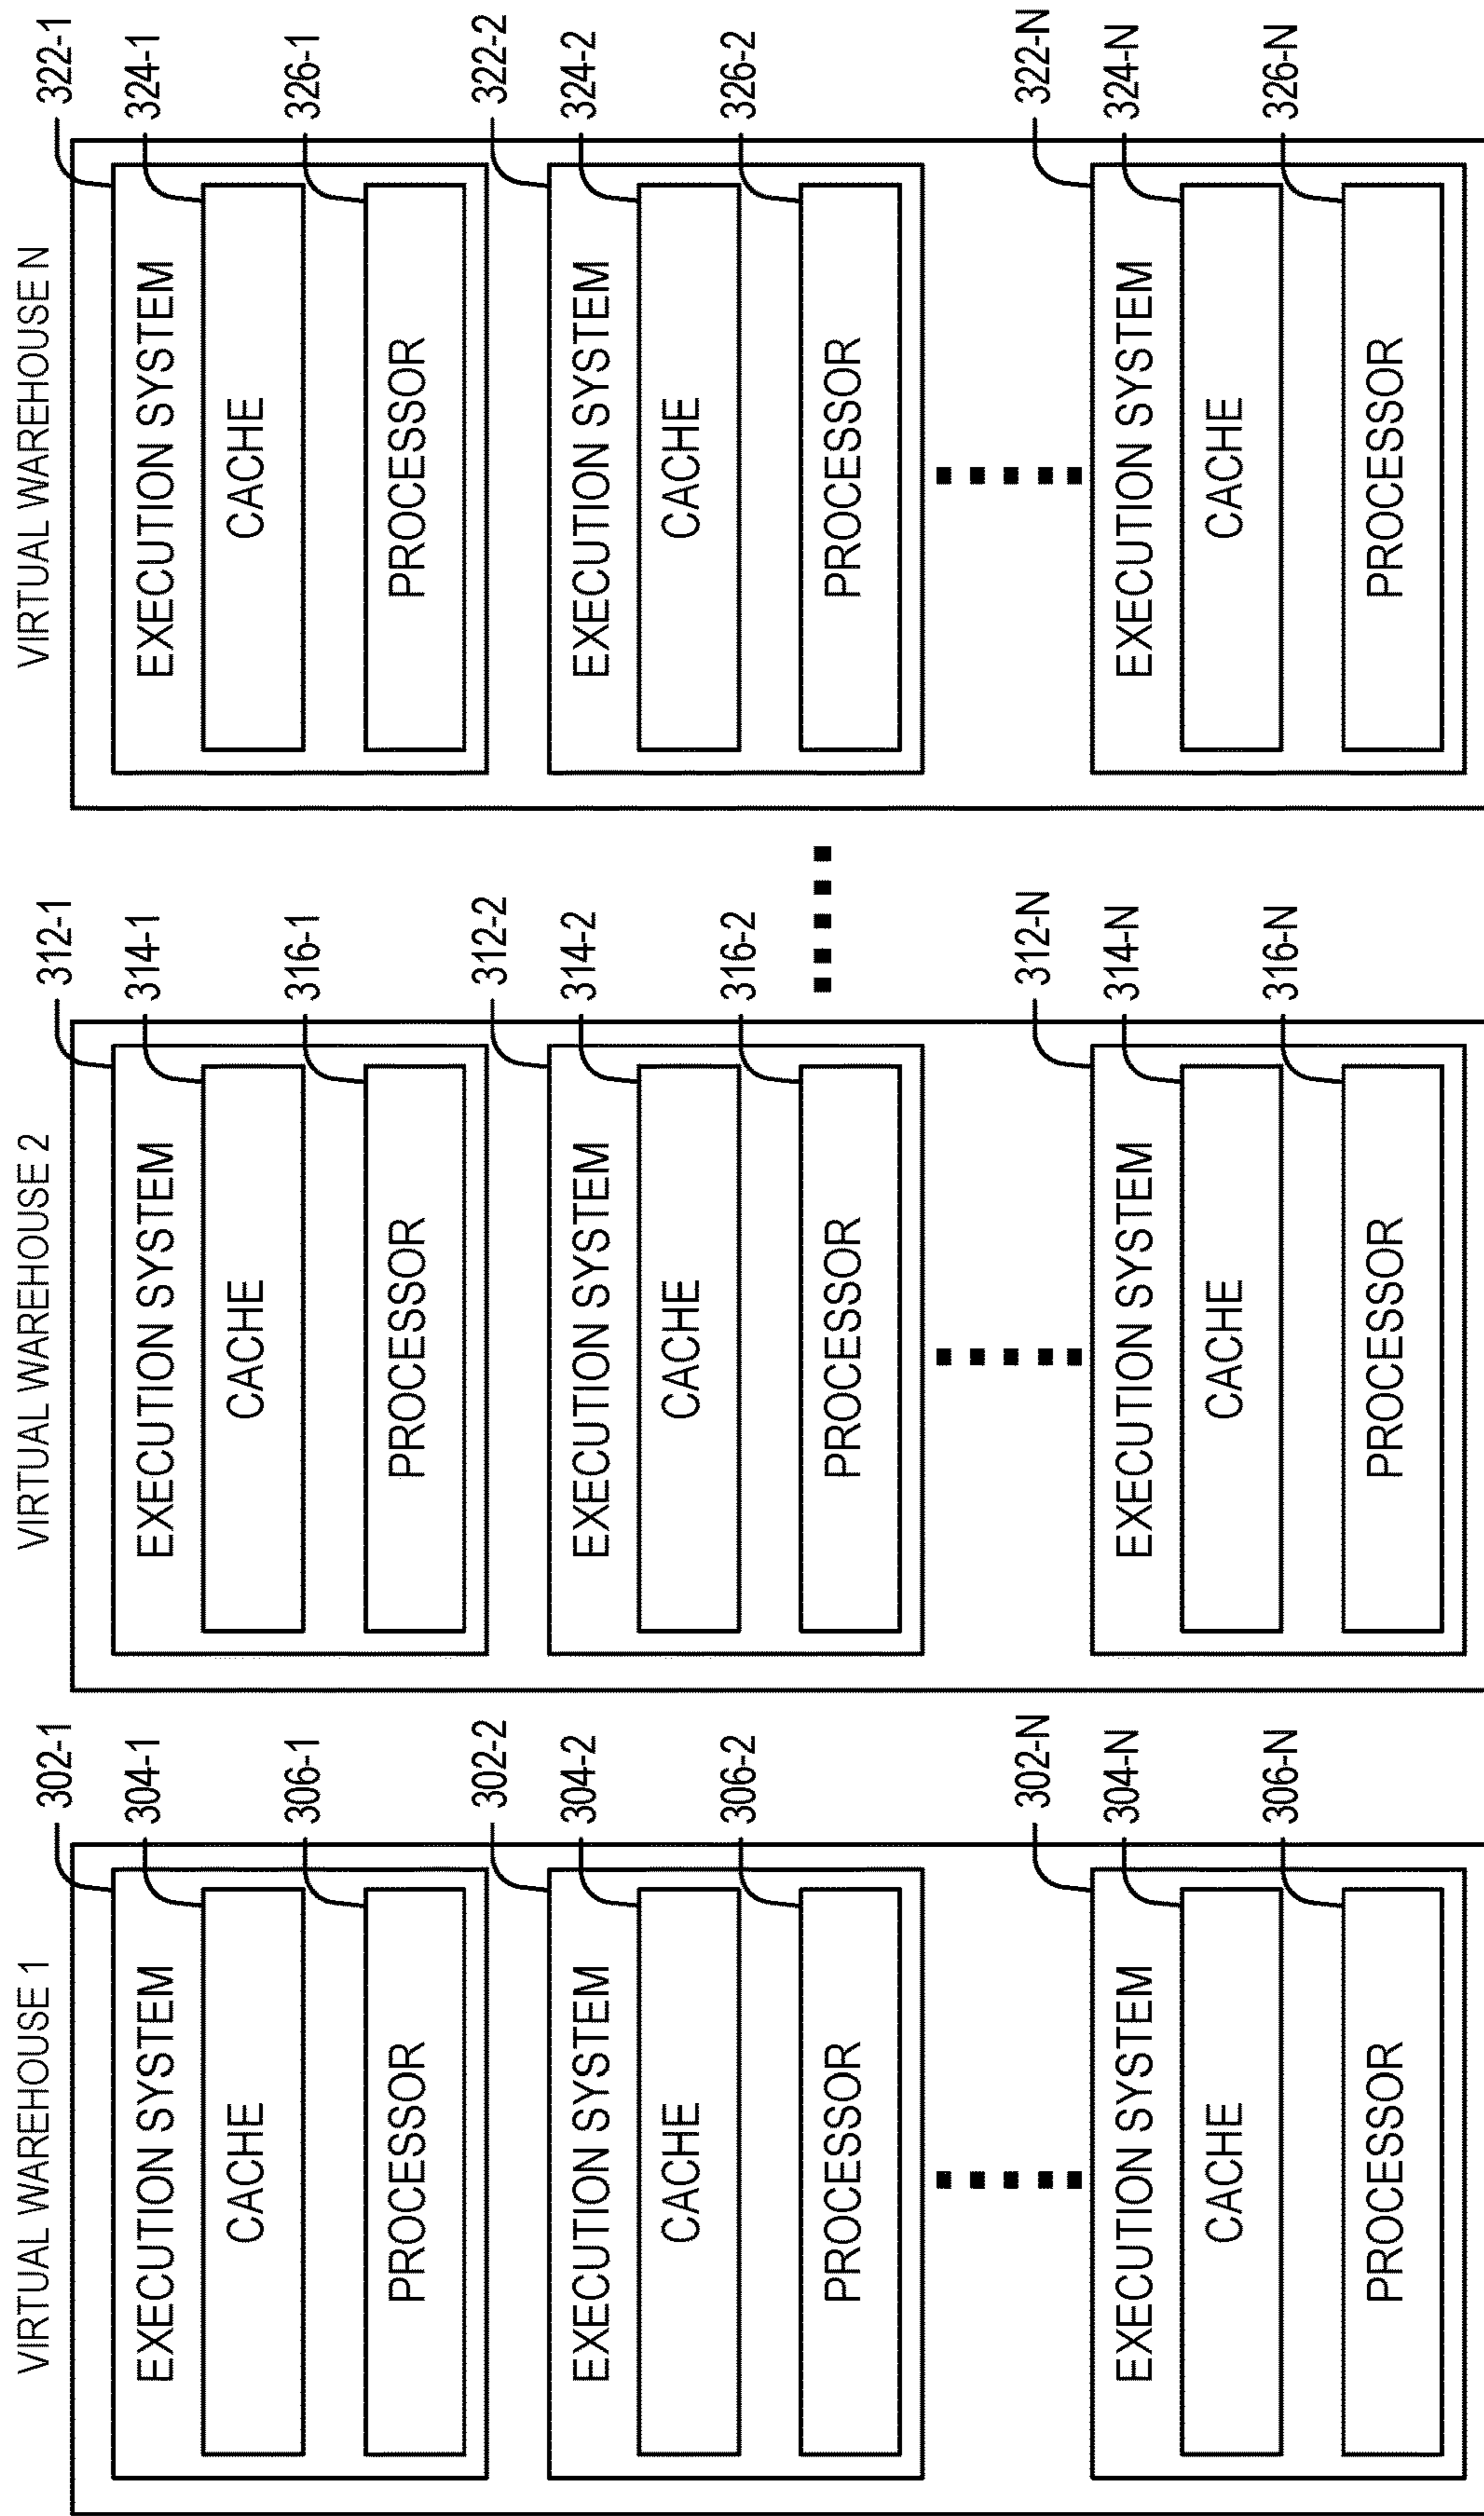 VIRTUAL WAREHOUSE 1
302-1
EXECUTION SYSTEM
304-1
CACHE
306-1
PROCESSOR
302-2
EXECUTION SYSTEM
304-2
CACHE
306-2
PROCESSOR
302-N
EXECUTION SYSTEM
304-N
CACHE
306-N
PROCESSOR
VIRTUAL WAREHOUSE 2
312-1
EXECUTION SYSTEM
314-1
CACHE
316-1
PROCESSOR
312-2
EXECUTION SYSTEM
314-2
CACHE
316-2
PROCESSOR
312-N
EXECUTION SYSTEM
314-N
CACHE
316-N
PROCESSOR
VIRTUAL WAREHOUSE N
322-1
EXECUTION SYSTEM
324-1
CACHE
326-1
PROCESSOR
322-2
EXECUTION SYSTEM
324-2
CACHE
326-2
PROCESSOR
322-N
EXECUTION SYSTEM
324-N
CACHE
326-N
PROCESSOR